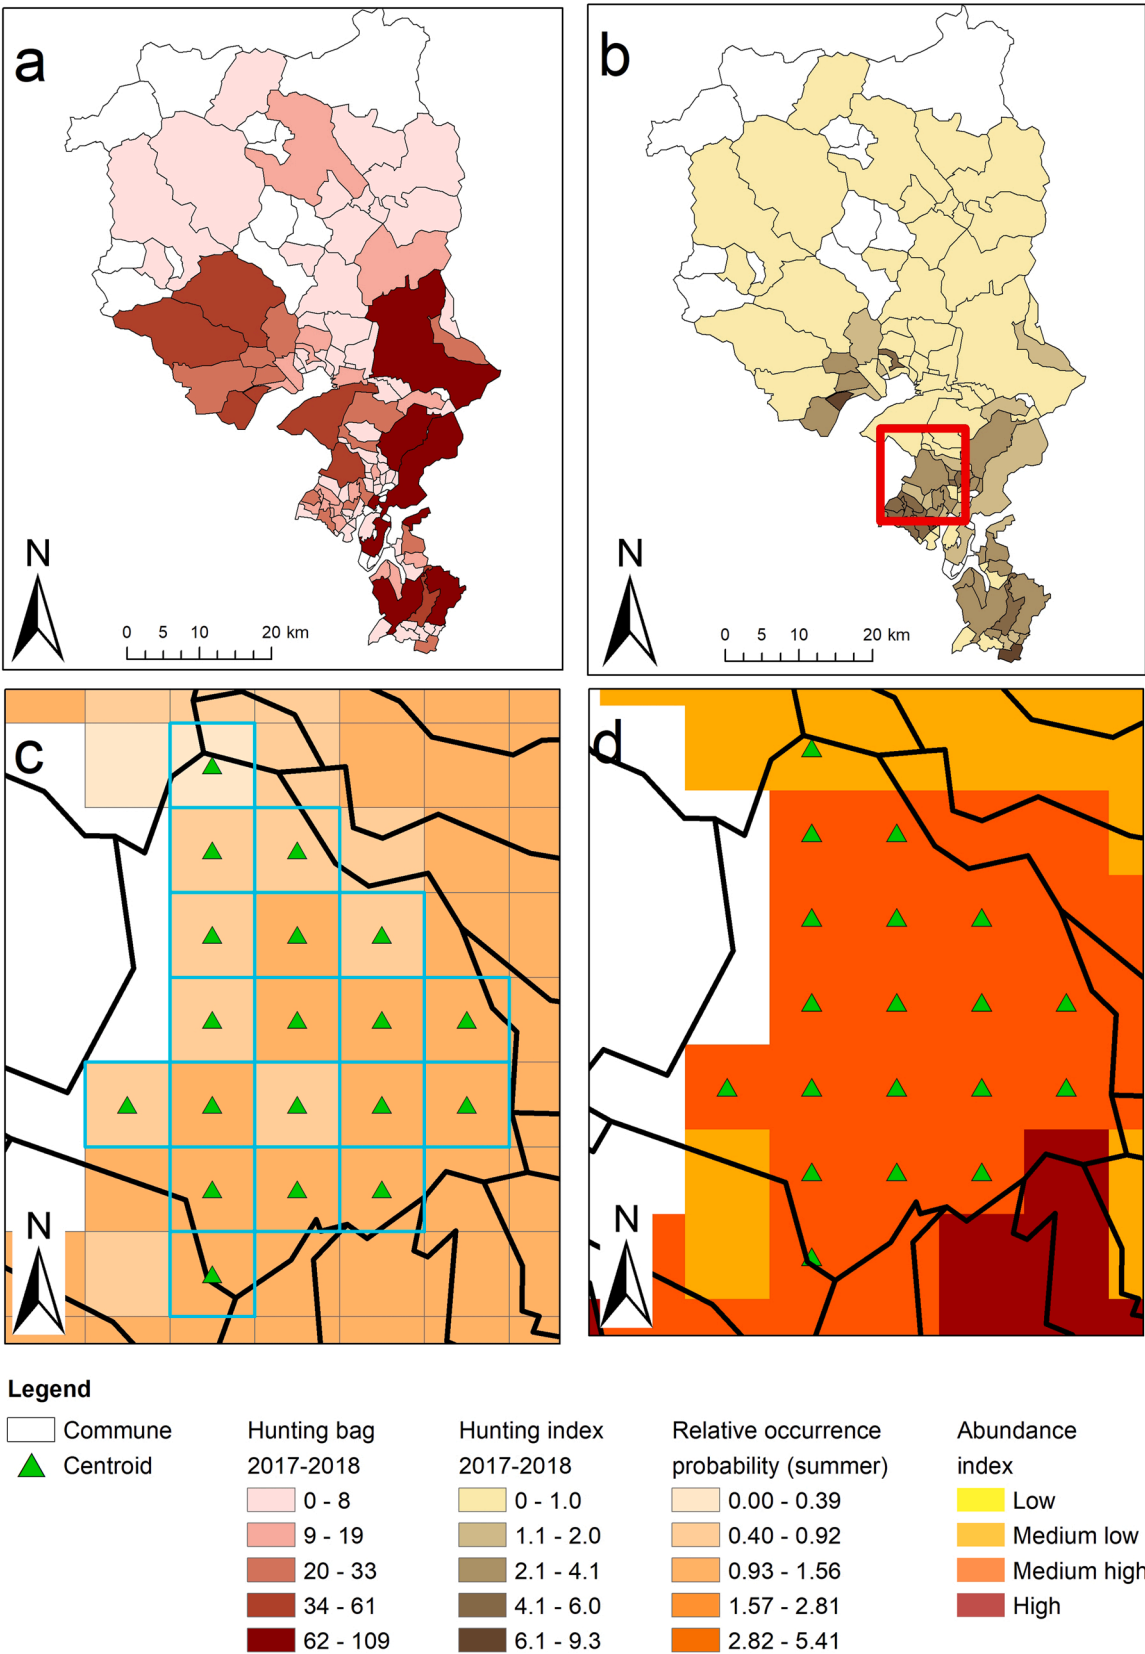 a
b
N
N
0 5 10 20 km
0 5 10 20 km
c
d
N
N
Legend
Commune
Centroid
Hunting bag
2017-2018
0 - 8
9 - 19
20 - 33
34 - 61
62 - 109
Hunting index
2017-2018
0 - 1.0
1.1 - 2.0
2.1 - 4.1
4.1 - 6.0
6.1 - 9.3
Relative occurrence
probability (summer)
0.00 - 0.39
0.40 - 0.92
0.93 - 1.56
1.57 - 2.81
2.82 - 5.41
Abundance
index
Low
Medium low
Medium high
High